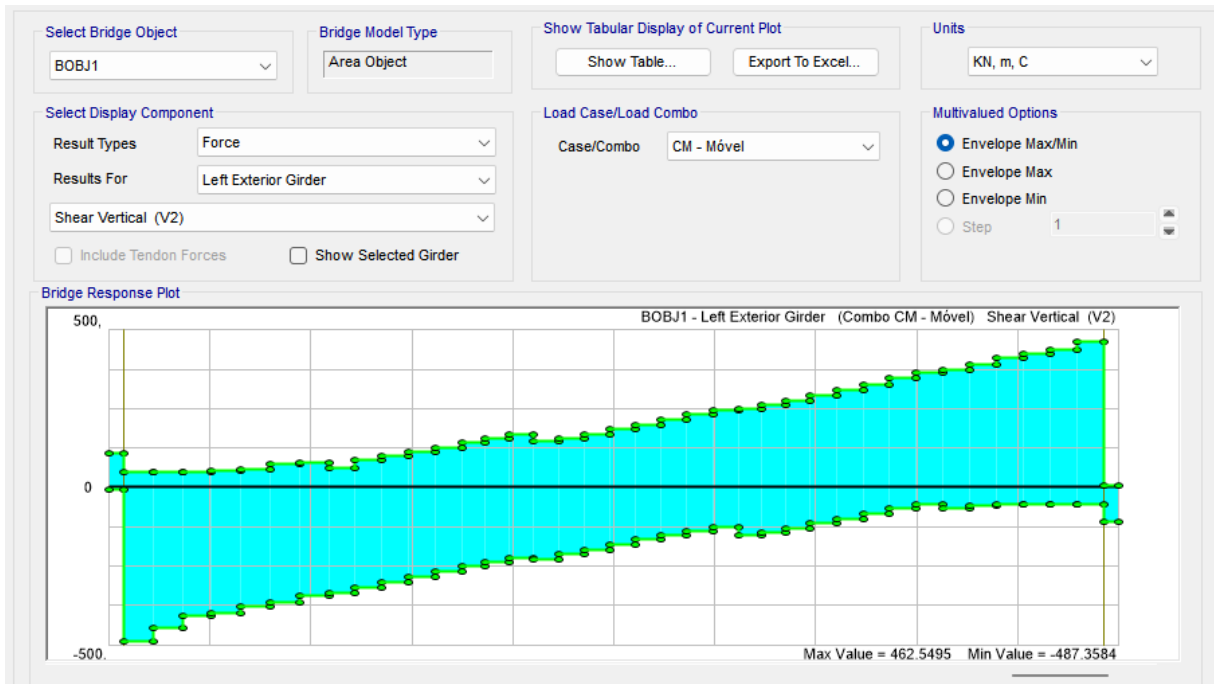 Select Bridge Object
BOBJ1
Bridge Model Type
Area Object
Show Tabular Display of Current Plot
Show Table...
Export To Excel...
Units
KN, m, C
Select Display Component
Result Types
Force
Results For
Left Exterior Girder
Shear Vertical (V2)
Include Tendon Forces
Show Selected Girder
Load Case/Load Combo
Case/Combo
CM - Móvel
Multivalued Options
Envelope Max/Min
Envelope Max
Envelope Min
Step
1
Bridge Response Plot
BOBJ1 - Left Exterior Girder (Combo CM - Móvel) Shear Vertical (V2)
500,
0
-500,
Max Value = 462.5495 Min Value = -487.3584